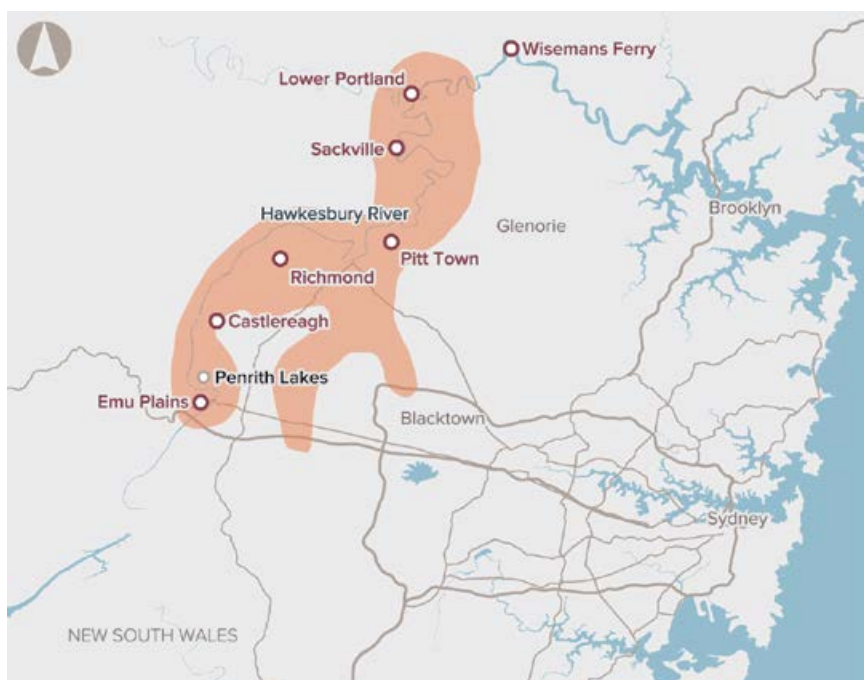 Wisemans Ferry
Lower Portland
Sackville
Hawkesbury River
Brooklyn
Glenorie
Pitt Town
Richmond
Castlereagh
Penrith Lakes
Emu Plains
Blacktown
Sydney
NEW SOUTH WALES